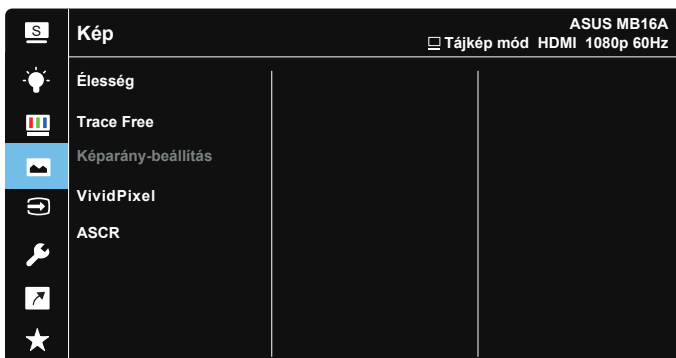 S
Kép
ASUS MB16A
Tájkép mód HDMI 1080p 60Hz
Élesség
Trace Free
Képarány-beállítás
VividPixel
ASCR